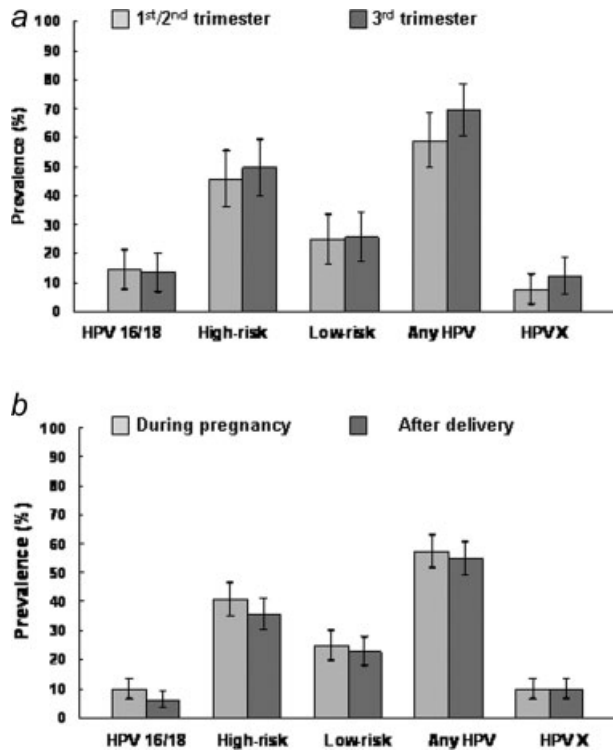 a
1st/2nd trimester 3rd trimester
Prevalence (%)
100
90
80
70
60
50
40
30
20
10
0
HPV 16/18 High-risk Low-risk Any HPV HPV X
b
During pregnancy After delivery
Prevalence (%)
100
90
80
70
60
50
40
30
20
10
0
HPV 16/18 High-risk Low-risk Any HPV HPV X